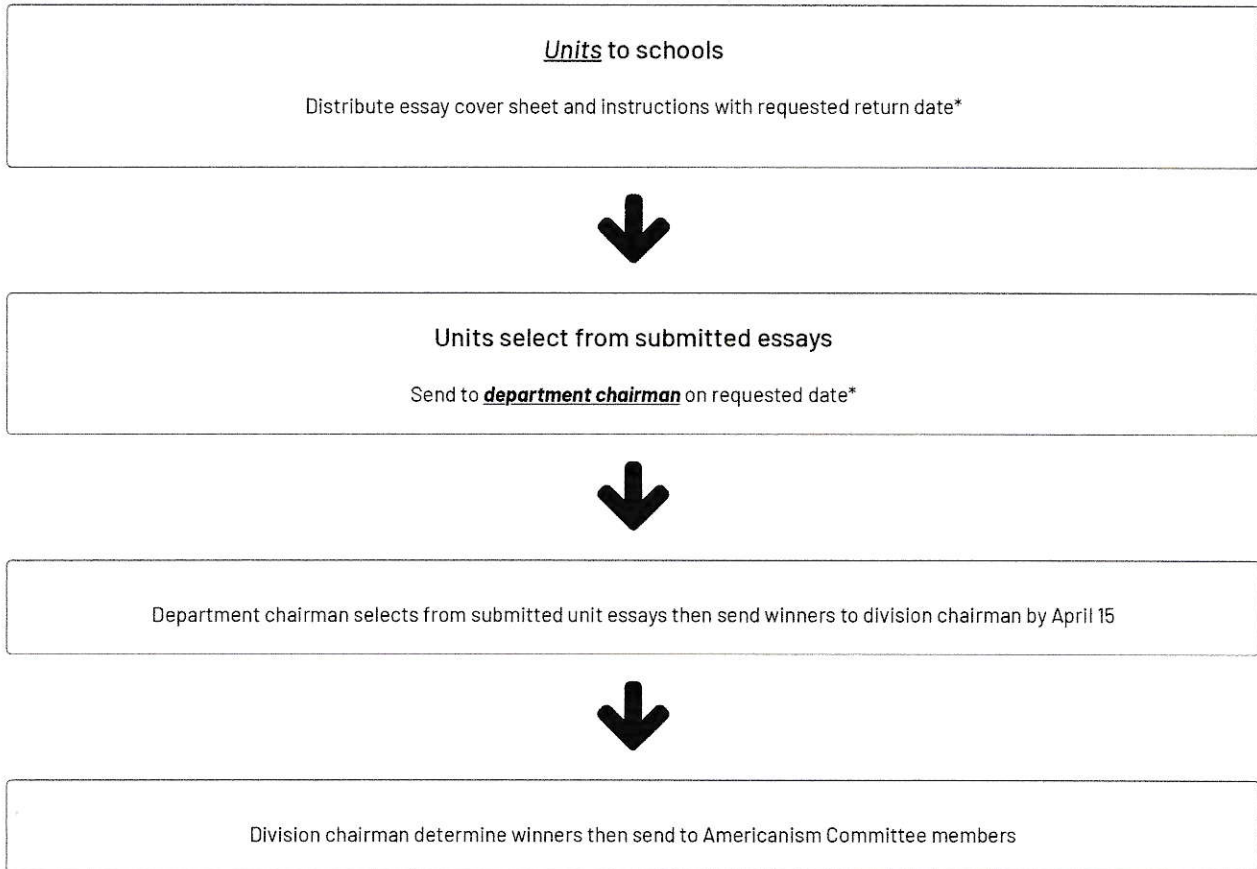 Units to schools
Distribute essay cover sheet and instructions with requested return date*
Units select from submitted essays
Send to department chairman on requested date*
Department chairman selects from submitted unit essays then send winners to division chairman by April 15
Division chairman determine winners then send to Americanism Committee members